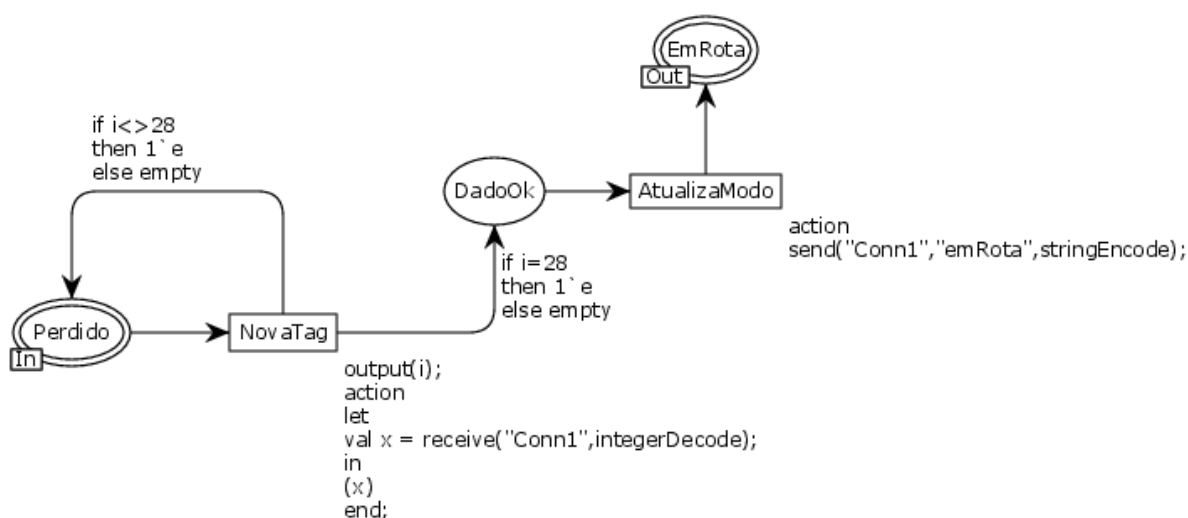 EmRota
Out
if i<>28
then 1`e
else empty
DadoOk
AtualizaModo
action
send("Conn1","emRota",stringEncode);
if i=28
then 1`e
else empty
Perdido
In
NovaTag
output(i);
action
let
val x = receive("Conn1",integerDecode);
in
(x)
end;